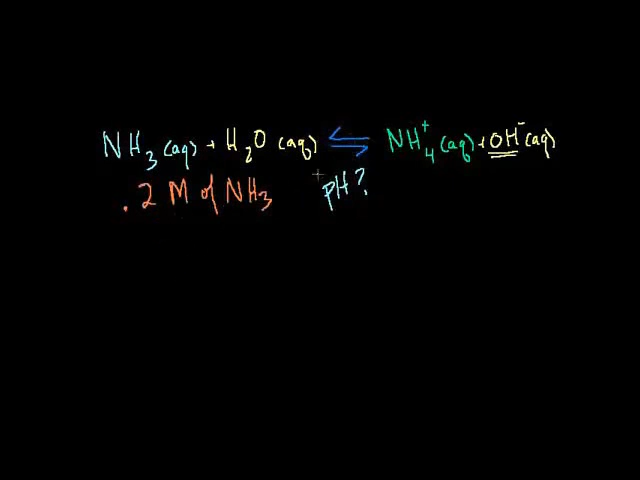 NH₃ (aq) + H₂O (aq) ⇌ NH₄⁺ (aq) + OH⁻ (aq)
.2 M of NH₃ pH?